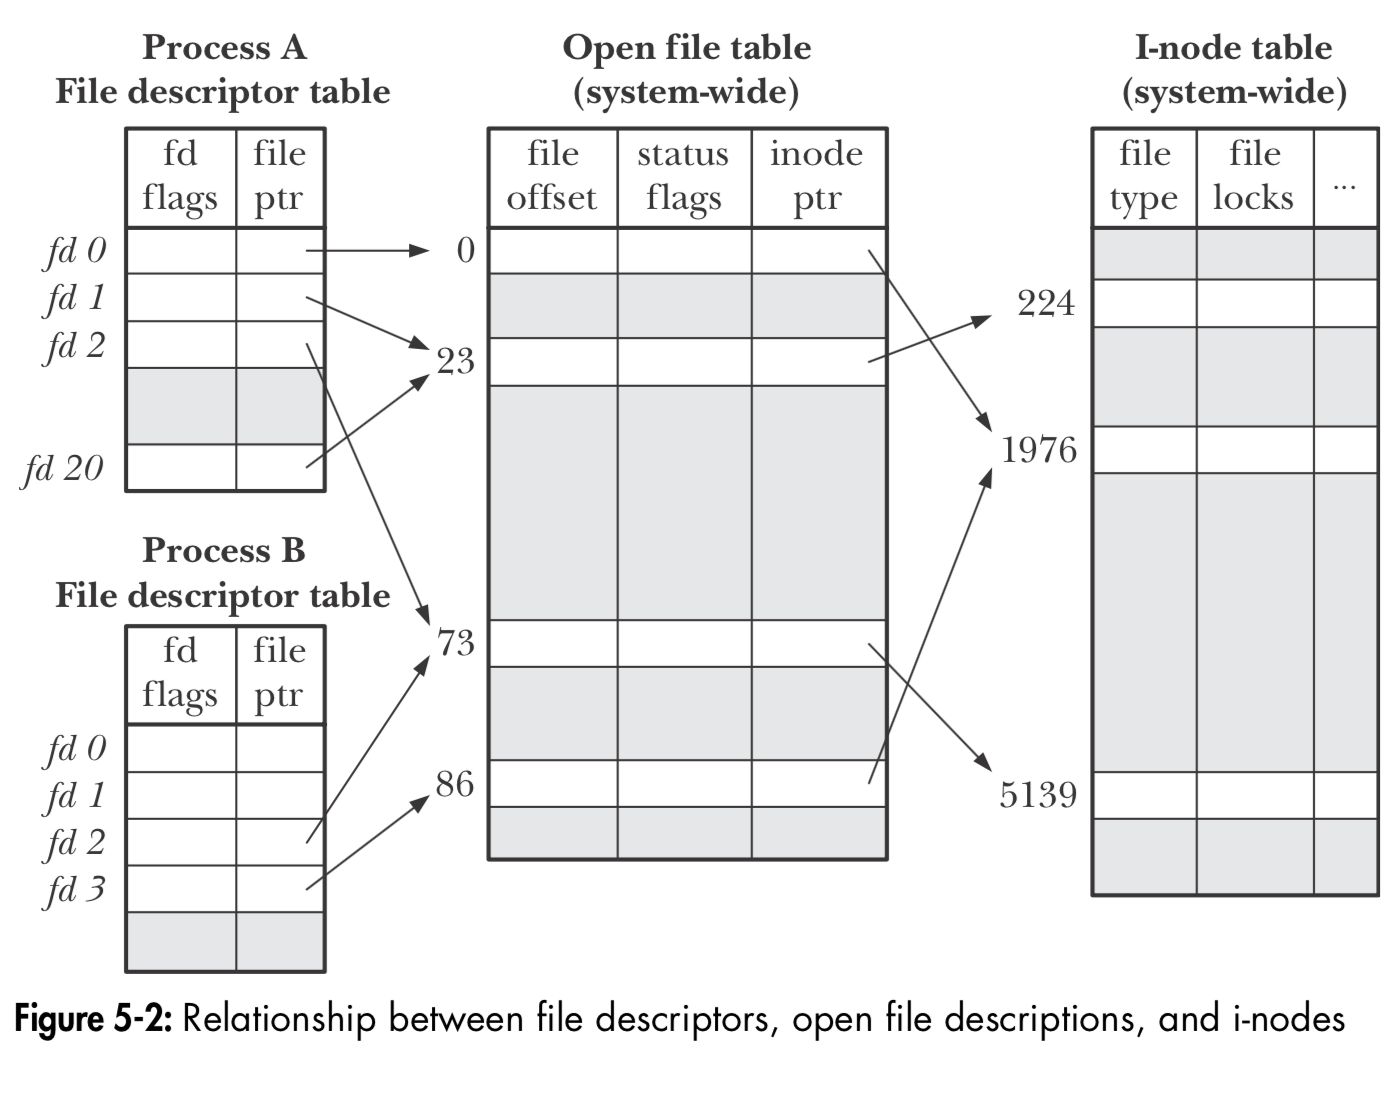 Process A
File descriptor table
fd flags
file ptr
fd 0
fd 1
fd 2
fd 20
Process B
File descriptor table
fd flags
file ptr
fd 0
fd 1
fd 2
fd 3
Open file table
(system-wide)
file offset
status flags
inode ptr
0
23
73
86
I-node table
(system-wide)
file type
file locks
...
224
1976
5139
Figure 5-2: Relationship between file descriptors, open file descriptions, and i-nodes